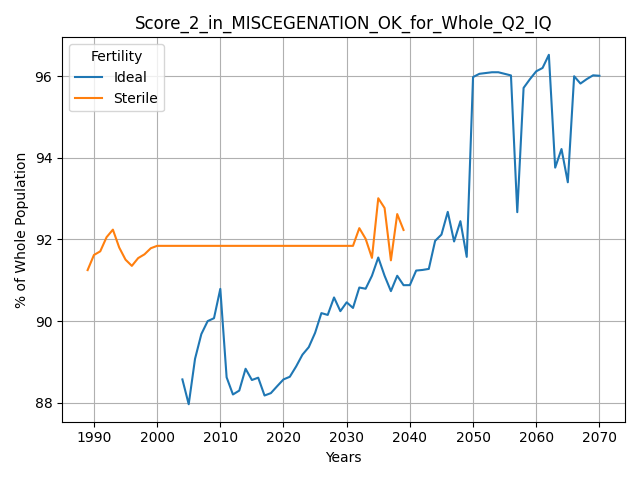 Score_2_in_MISCEGENATION_OK_for_Whole_Q2_IQ
Fertility
Ideal
Sterile
% of Whole Population
96
94
92
90
88
1990 2000 2010 2020 2030 2040 2050 2060 2070
Years